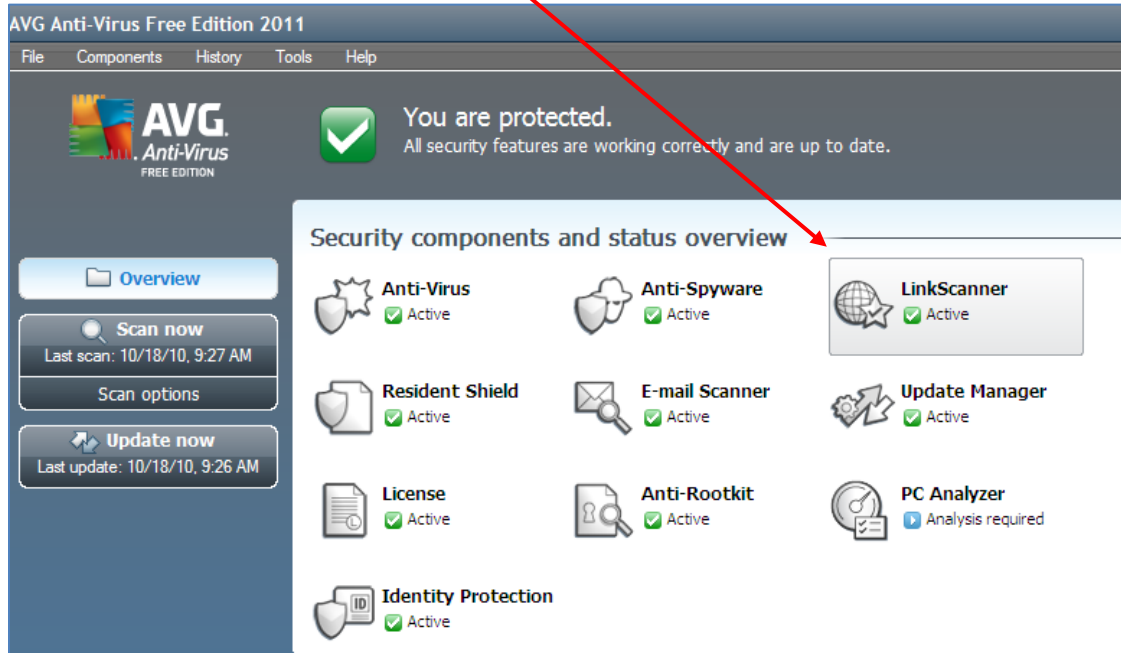 AVG Anti-Virus Free Edition 2011
File Components History Tools Help
AVG.
Anti-Virus
FREE EDITION
You are protected.
All security features are working correctly and are up to date.
Security components and status overview
Overview
Scan now
Last scan: 10/18/10, 9:27 AM
Scan options
Update now
Last update: 10/18/10, 9:26 AM
Anti-Virus
Active
Anti-Spyware
Active
LinkScanner
Active
Resident Shield
Active
E-mail Scanner
Active
Update Manager
Active
License
Active
Anti-Rootkit
Active
PC Analyzer
Analysis required
Identity Protection
Active